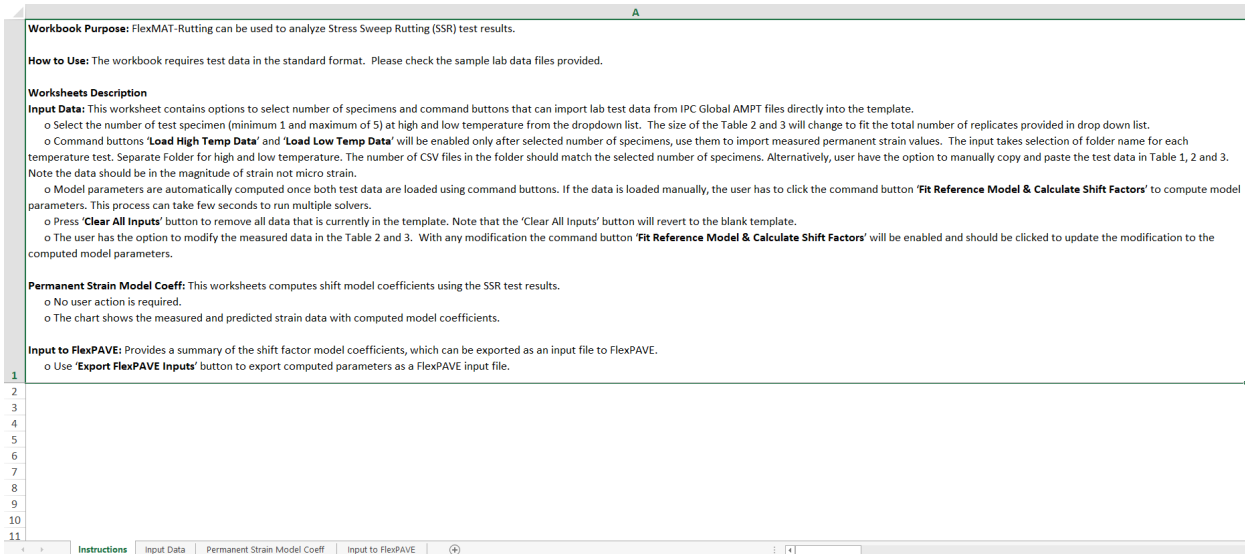 A
Workbook Purpose: FlexMAT-Rutting can be used to analyze Stress Sweep Rutting (SSR) test results.
How to Use: The workbook requires test data in the standard format.  Please check the sample lab data files provided.
Worksheets Description
Input Data: This worksheet contains options to select number of specimens and command buttons that can import lab test data from IPC Global AMPT files directly into the template.
o Select the number of test specimen (minimum 1 and maximum of 5) at high and low temperature from the dropdown list.  The size of the Table 2 and 3 will change to fit the total number of replicates provided in drop down list.
o Command buttons 'Load High Temp Data' and 'Load Low Temp Data' will be enabled only after selected number of specimens, use them to import measured permanent strain values.  The input takes selection of folder name for each
temperature test. Separate Folder for high and low temperature. The number of CSV files in the folder should match the selected number of specimens. Alternatively, user have the option to manually copy and paste the test data in Table 1, 2 and 3.
Note the data should be in the magnitude of strain not micro strain.
o Model parameters are automatically computed once both test data are loaded using command buttons. If the data is loaded manually, the user has to click the command button 'Fit Reference Model & Calculate Shift Factors' to compute model
parameters. This process can take few seconds to run multiple solvers.
o Press 'Clear All Inputs' button to remove all data that is currently in the template. Note that the 'Clear All Inputs' button will revert to the blank template.
o The user has the option to modify the measured data in the Table 2 and 3.  With any modification the command button 'Fit Reference Model & Calculate Shift Factors' will be enabled and should be clicked to update the modification to the
computed model parameters.
Permanent Strain Model Coeff: This worksheets computes shift model coefficients using the SSR test results.
o No user action is required.
o The chart shows the measured and predicted strain data with computed model coefficients.
Input to FlexPAVE: Provides a summary of the shift factor model coefficients, which can be exported as an input file to FlexPAVE.
o Use 'Export FlexPAVE Inputs' button to export computed parameters as a FlexPAVE input file.
1
2
3
4
5
6
7
8
9
10
11
Instructions Input Data Permanent Strain Model Coeff Input to FlexPAVE